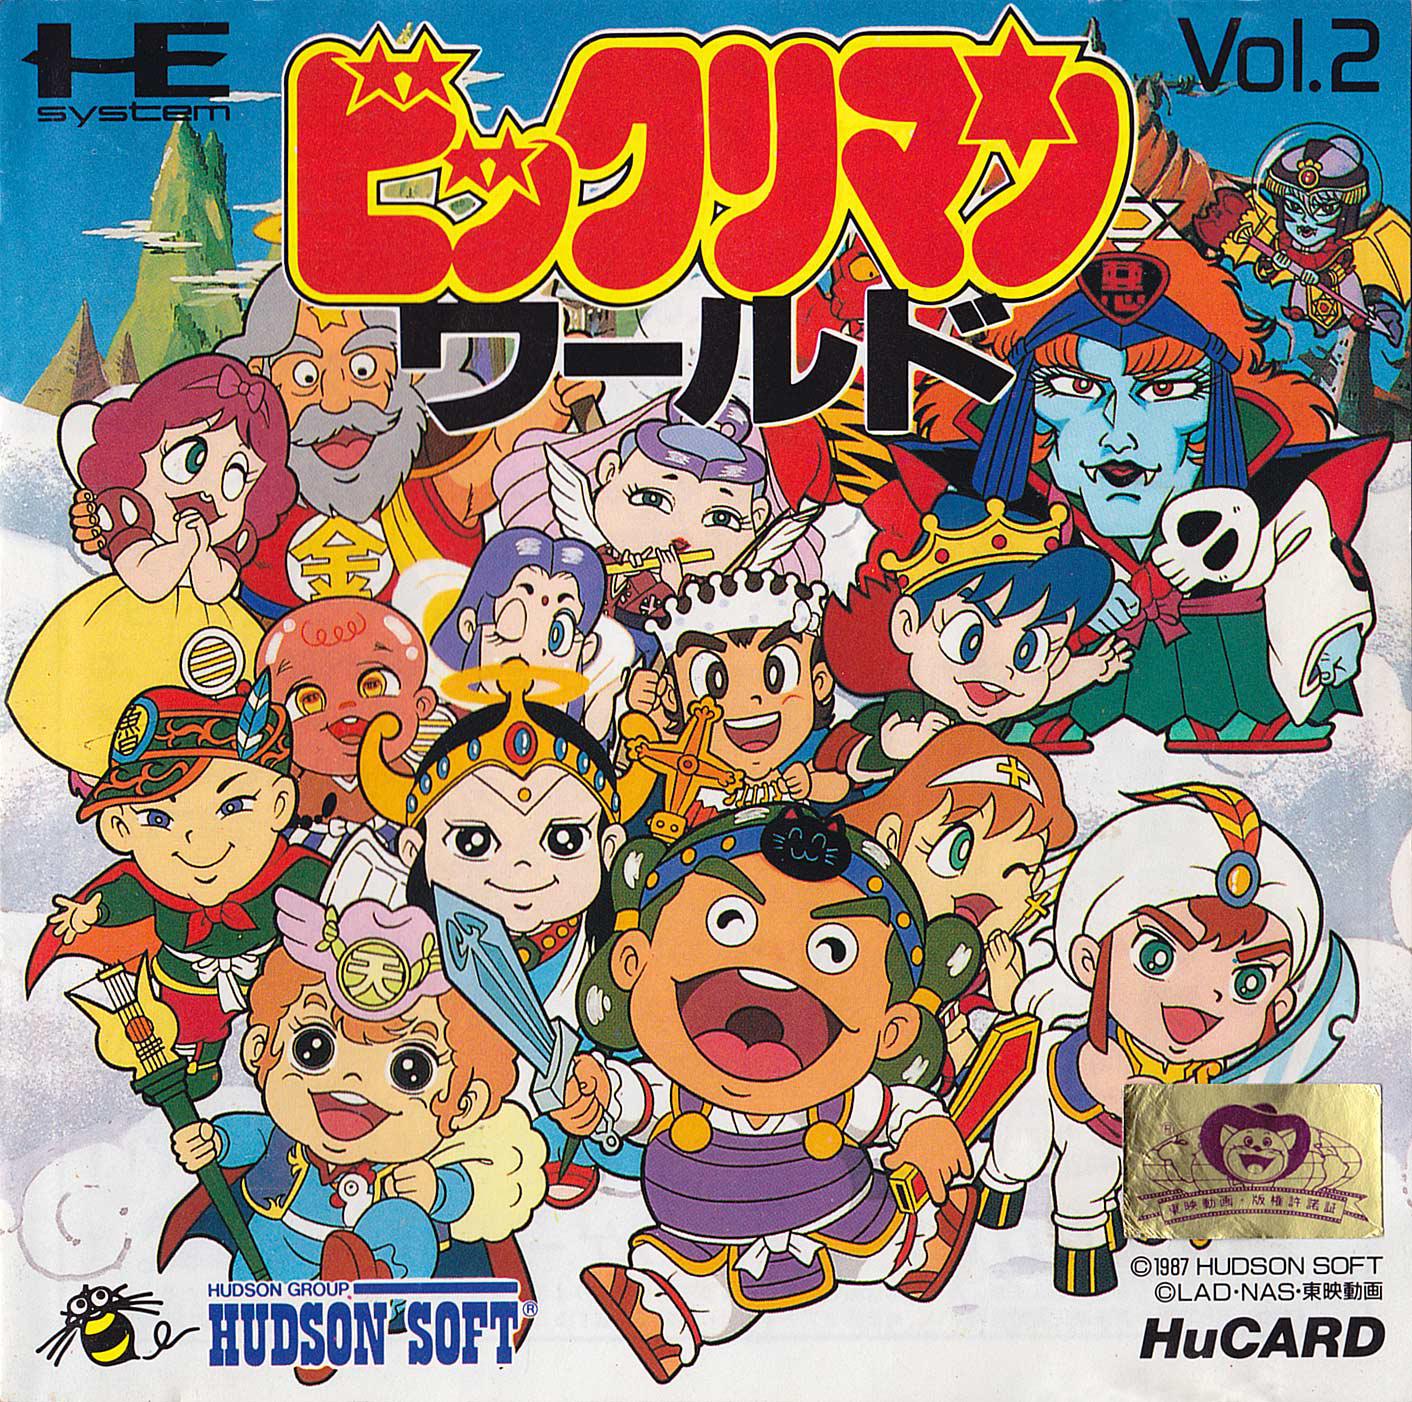 HE
system
Vol.2
ビックリマン
ワールド
悪
金
天
東映動画・版権許諾証
©1987 HUDSON SOFT
©LAD・NAS・東映動画
HuCARD
HUDSON GROUP
HUDSON SOFT®